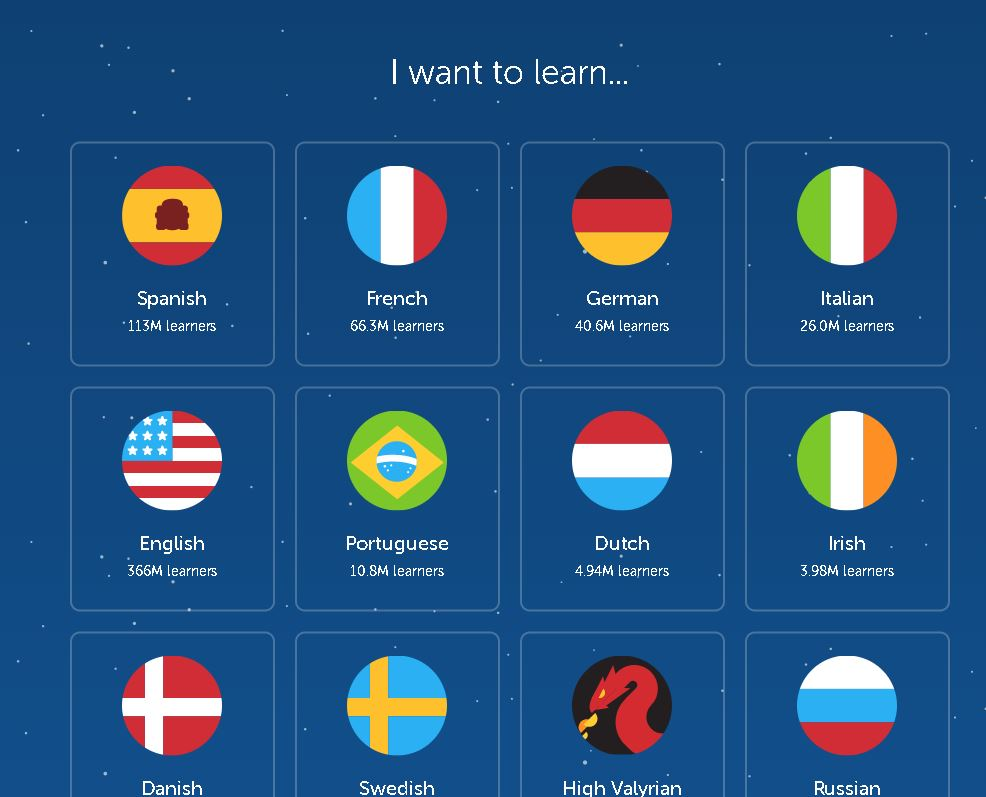 I want to learn...
Spanish
113M learners
French
66.3M learners
German
40.6M learners
Italian
26.0M learners
English
366M learners
Portuguese
10.8M learners
Dutch
4.94M learners
Irish
3.98M learners
Danish
Swedish
High Valyrian
Russian